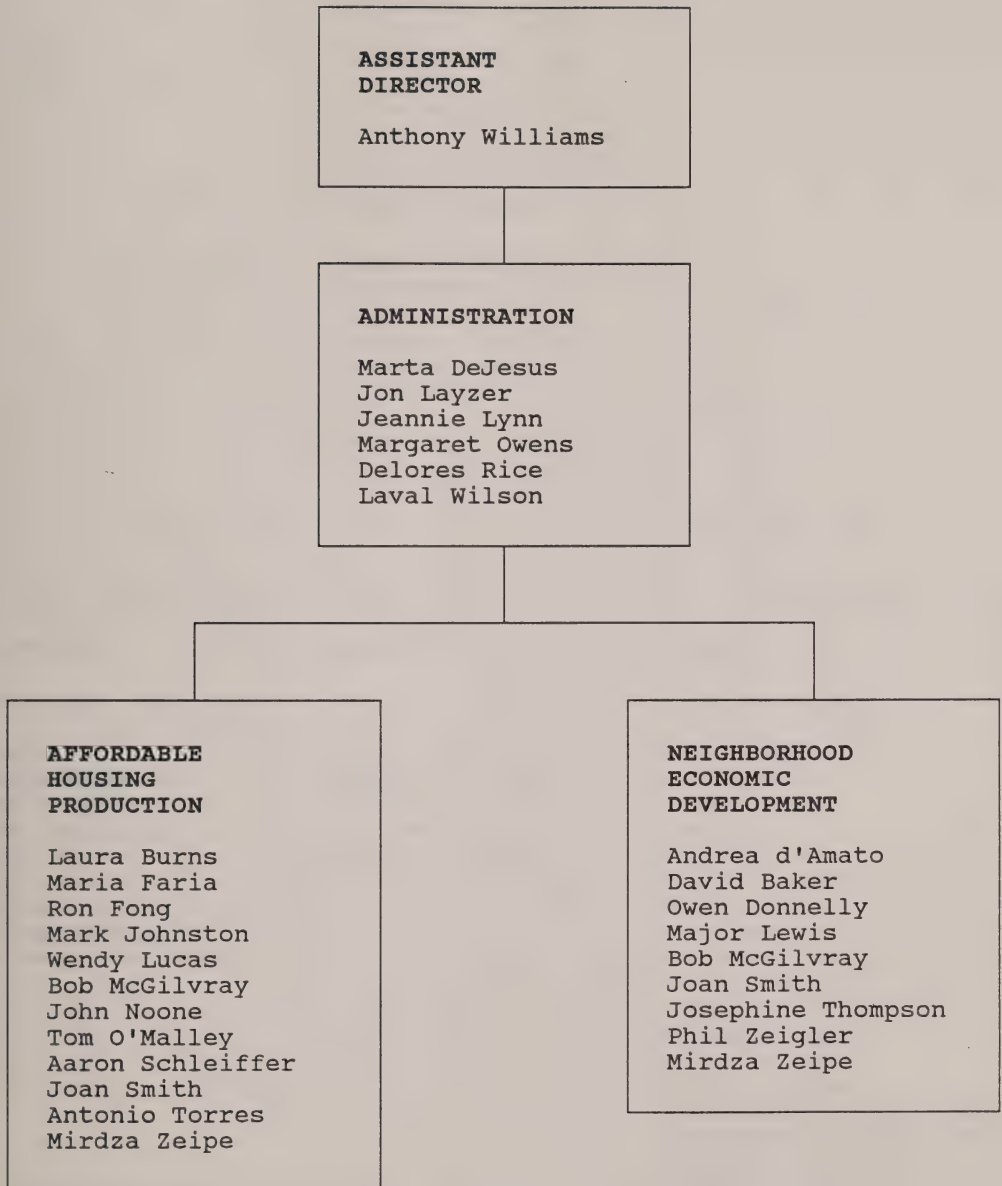 ASSISTANT
DIRECTOR
Anthony Williams
ADMINISTRATION
Marta DeJesus
Jon Layzer
Jeannie Lynn
Margaret Owens
Delores Rice
Laval Wilson
AFFORDABLE
HOUSING
PRODUCTION
Laura Burns
Maria Faria
Ron Fong
Mark Johnston
Wendy Lucas
Bob McGilvray
John Noone
Tom O'Malley
Aaron Schleiffer
Joan Smith
Antonio Torres
Mirdza Zeipe
NEIGHBORHOOD
ECONOMIC
DEVELOPMENT
Andrea d'Amato
David Baker
Owen Donnelly
Major Lewis
Bob McGilvray
Joan Smith
Josephine Thompson
Phil Zeigler
Mirdza Zeipe